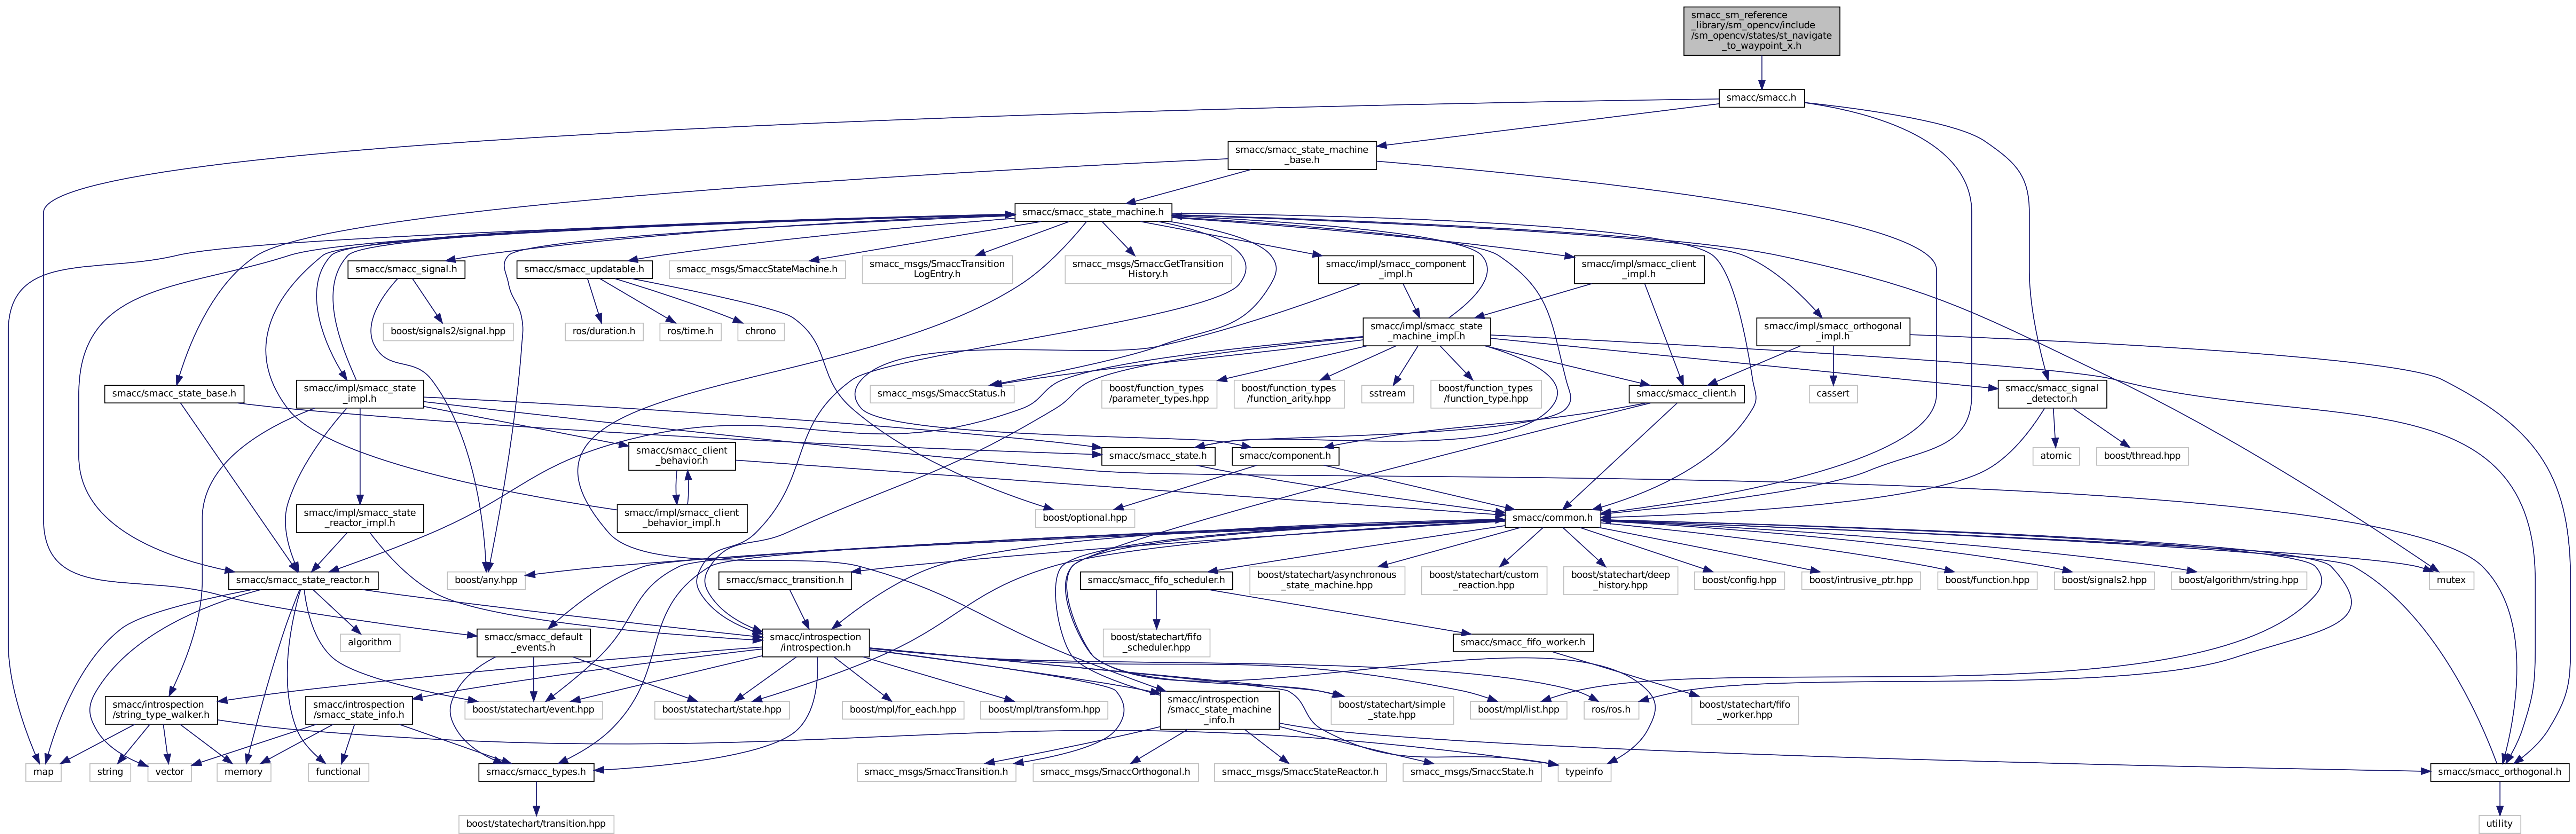 smacc_sm_reference
_library/sm_opencv/include
/sm_opencv/states/st_navigate
_to_waypoint_x.h
smacc/smacc.h
smacc/smacc_state_machine
_base.h
smacc/smacc_state_machine.h
smacc/smacc_signal.h
smacc/smacc_updatable.h
smacc_msgs/SmaccStateMachine.h
smacc_msgs/SmaccTransition
LogEntry.h
smacc_msgs/SmaccGetTransition
History.h
smacc/impl/smacc_component
_impl.h
smacc/impl/smacc_client
_impl.h
boost/signals2/signal.hpp
ros/duration.h
ros/time.h
chrono
smacc/impl/smacc_state
_machine_impl.h
smacc/impl/smacc_orthogonal
_impl.h
smacc/smacc_state_base.h
smacc/impl/smacc_state
_impl.h
smacc_msgs/SmaccStatus.h
boost/function_types
/parameter_types.hpp
boost/function_types
/function_arity.hpp
sstream
boost/function_types
/function_type.hpp
smacc/smacc_client.h
cassert
smacc/smacc_signal
_detector.h
smacc/smacc_client
_behavior.h
smacc/smacc_state.h
smacc/component.h
atomic
boost/thread.hpp
smacc/impl/smacc_state
_reactor_impl.h
smacc/impl/smacc_client
_behavior_impl.h
boost/optional.hpp
smacc/common.h
smacc/smacc_state_reactor.h
boost/any.hpp
smacc/smacc_transition.h
smacc/smacc_fifo_scheduler.h
boost/statechart/asynchronous
_state_machine.hpp
boost/statechart/custom
_reaction.hpp
boost/statechart/deep
_history.hpp
boost/config.hpp
boost/intrusive_ptr.hpp
boost/function.hpp
boost/signals2.hpp
boost/algorithm/string.hpp
mutex
algorithm
smacc/smacc_default
_events.h
smacc/introspection
/introspection.h
boost/statechart/fifo
_scheduler.hpp
smacc/smacc_fifo_worker.h
smacc/introspection
/string_type_walker.h
smacc/introspection
/smacc_state_info.h
boost/statechart/event.hpp
boost/statechart/state.hpp
boost/mpl/for_each.hpp
boost/mpl/transform.hpp
smacc/introspection
/smacc_state_machine
_info.h
boost/statechart/simple
_state.hpp
boost/mpl/list.hpp
ros/ros.h
boost/statechart/fifo
_worker.hpp
map
string
vector
memory
functional
smacc/smacc_types.h
smacc_msgs/SmaccTransition.h
smacc_msgs/SmaccOrthogonal.h
smacc_msgs/SmaccStateReactor.h
smacc_msgs/SmaccState.h
typeinfo
smacc/smacc_orthogonal.h
boost/statechart/transition.hpp
utility